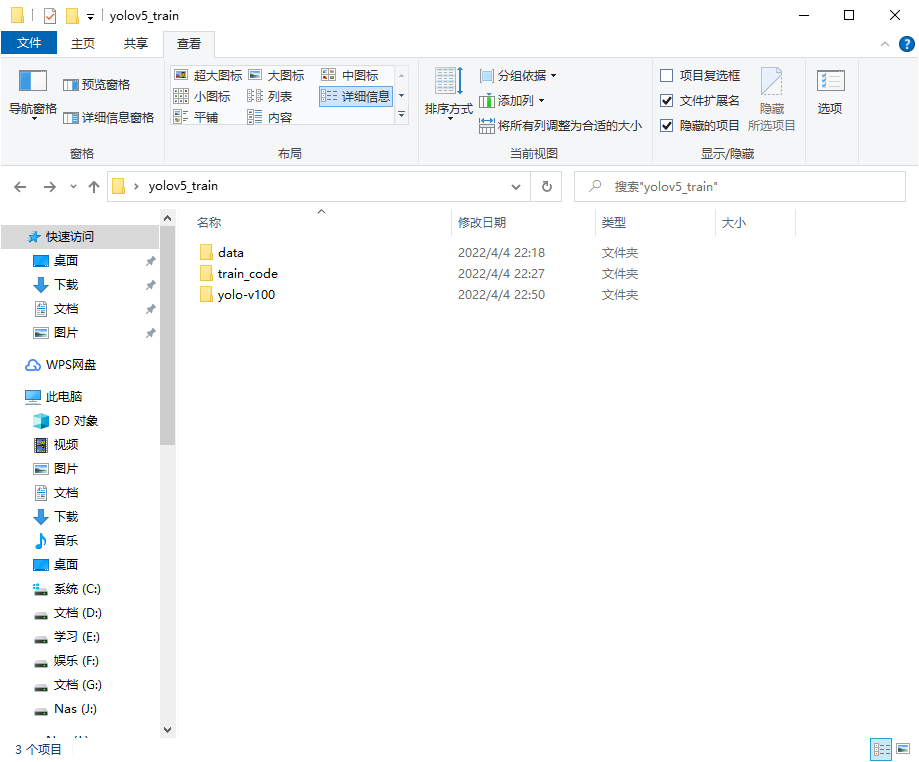 yolov5_train
文件 主页 共享 查看
导航窗格 预览窗格 详细信息窗格
窗格
超大图标 大图标 中图标
小图标 列表 详细信息
平铺 内容
布局
排序方式 分组依据
添加列
将所有列调整为合适的大小
当前视图
项目复选框
文件扩展名
隐藏的项目
隐藏
所选项目
显示/隐藏
选项
yolov5_train
搜索"yolov5_train"
快速访问
桌面
下载
文档
图片
WPS网盘
此电脑
3D 对象
视频
图片
文档
下载
音乐
桌面
系统 (C:)
文档 (D:)
学习 (E:)
娱乐 (F:)
文档 (G:)
Nas (J:)
名称 修改日期 类型 大小
data 2022/4/4 22:18 文件夹
train_code 2022/4/4 22:27 文件夹
yolo-v100 2022/4/4 22:50 文件夹
3 个项目